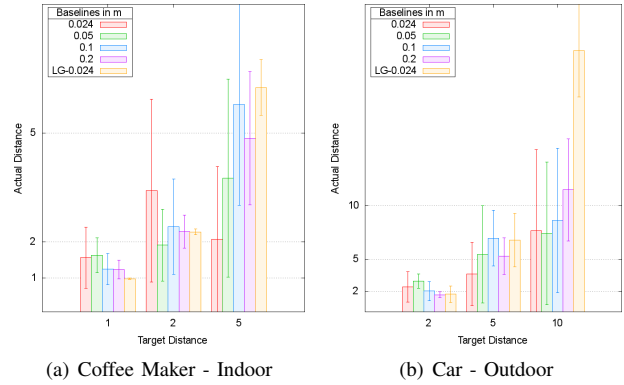 Baselines in m
0.024
0.05
0.1
0.2
LG-0.024
Actual Distance
5
2
1
1
2
5
Target Distance
(a) Coffee Maker - Indoor
Baselines in m
0.024
0.05
0.1
0.2
LG-0.024
Actual Distance
10
5
2
2
5
10
Target Distance
(b) Car - Outdoor